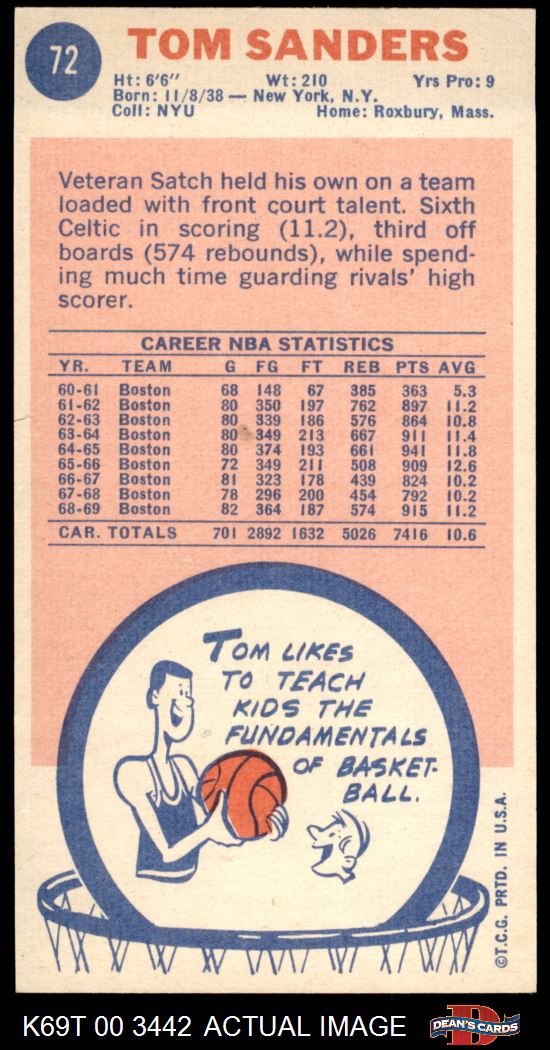 72
TOM SANDERS
Ht: 6'6" Wt: 210 Yrs Pro: 9
Born: 11/8/38 — New York, N.Y.
Coll: NYU Home: Roxbury, Mass.
Veteran Satch held his own on a team
loaded with front court talent. Sixth
Celtic in scoring (11.2), third off
boards (574 rebounds), while spend-
ing much time guarding rivals' high
scorer.
CAREER NBA STATISTICS
YR. TEAM G FG FT REB PTS AVG
60-61 Boston 68 148 67 385 363 5.3
61-62 Boston 80 350 197 762 897 11.2
62-63 Boston 80 339 186 576 864 10.8
63-64 Boston 80 349 213 667 911 11.4
64-65 Boston 80 374 193 661 941 11.8
65-66 Boston 72 349 211 508 909 12.6
66-67 Boston 81 323 178 439 824 10.2
67-68 Boston 78 296 200 454 792 10.2
68-69 Boston 82 364 187 574 915 11.2
CAR. TOTALS 701 2892 1632 5026 7416 10.6
TOM LIKES
TO TEACH
KIDS THE
FUNDAMENTALS
OF BASKET-
BALL.
©T.C.G. PRTD. IN U.S.A.
K69T 00 3442 ACTUAL IMAGE
D
DEAN'S CARDS